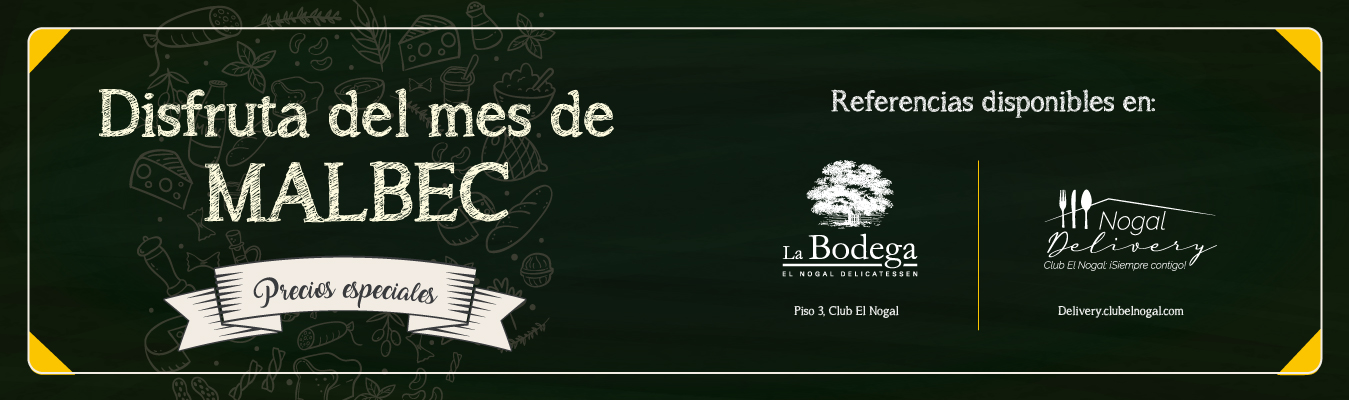 Disfruta del mes de
MALBEC
Precios especiales
Referencias disponibles en:
La Bodega
EL NOGAL DELICATESSEN
Piso 3, Club El Nogal
Nogal
Delivery
Club El Nogal: ¡Siempre contigo!
Delivery.clubelnogal.com